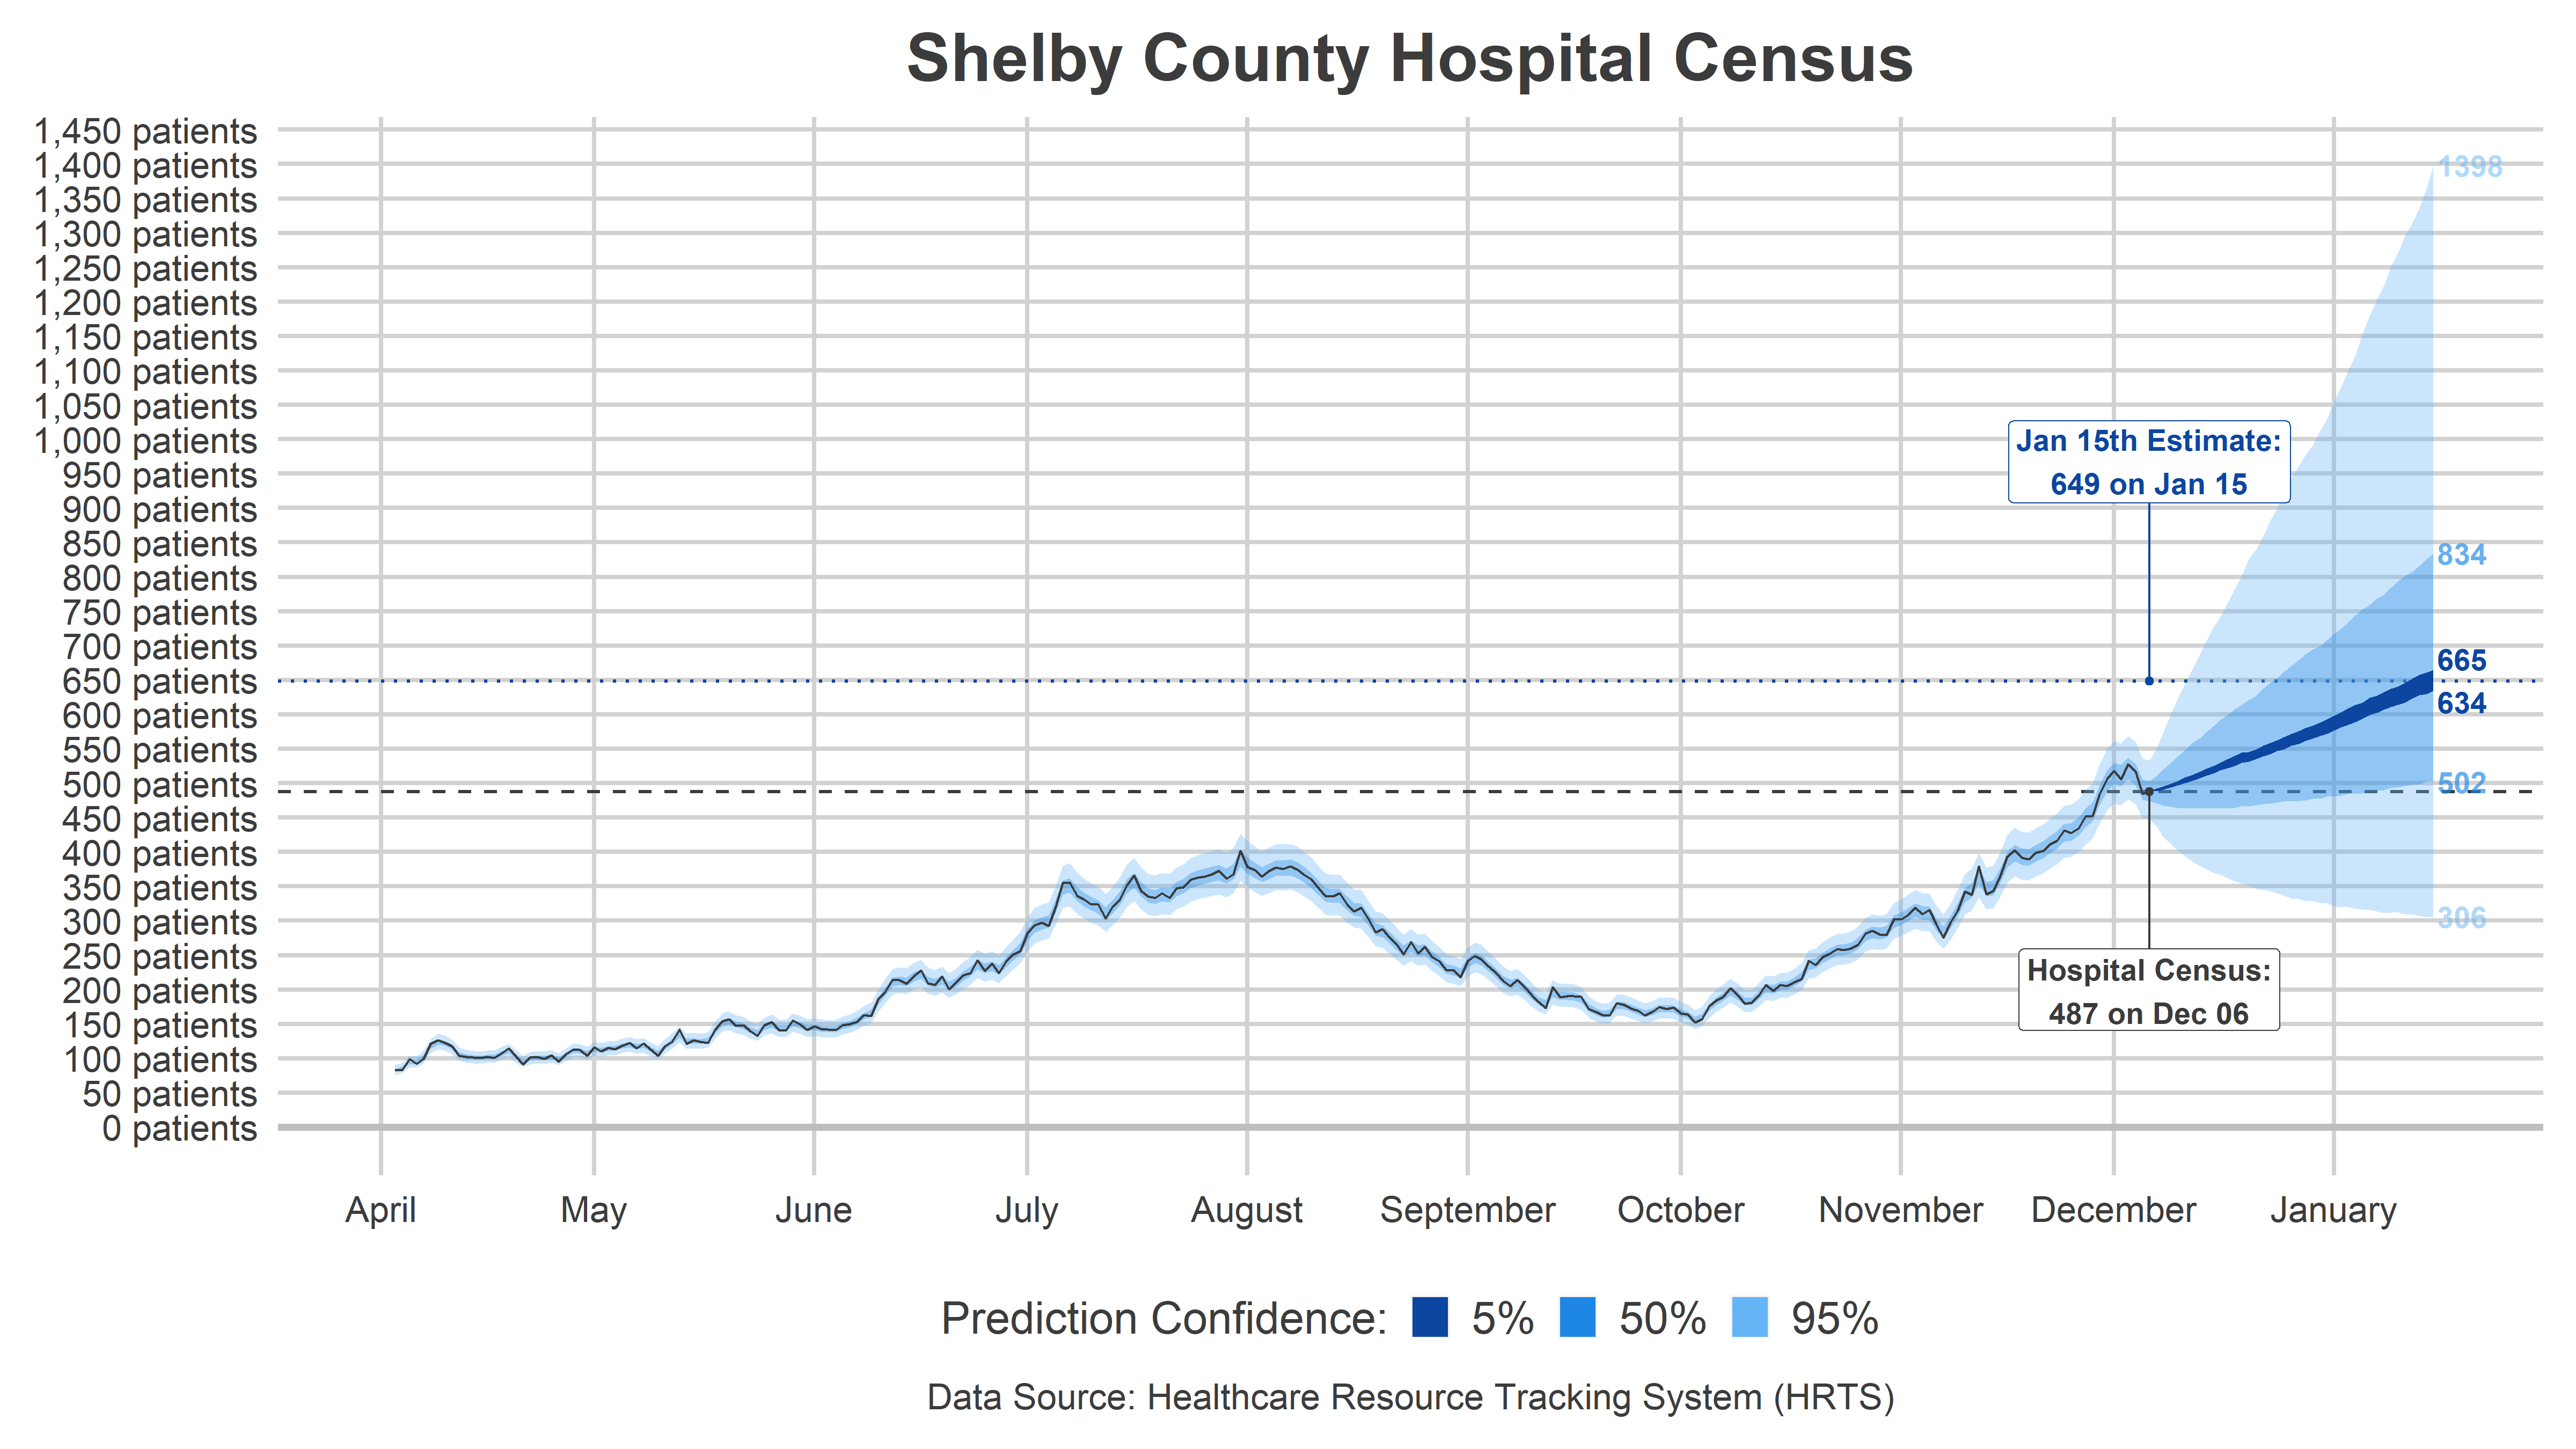 Shelby County Hospital Census
1,450 patients
1,400 patients
1,350 patients
1,300 patients
1,250 patients
1,200 patients
1,150 patients
1,100 patients
1,050 patients
1,000 patients
950 patients
900 patients
850 patients
800 patients
750 patients
700 patients
650 patients
600 patients
550 patients
500 patients
450 patients
400 patients
350 patients
300 patients
250 patients
200 patients
150 patients
100 patients
50 patients
0 patients
1398
Jan 15th Estimate:
649 on Jan 15
834
665
634
502
306
Hospital Census:
487 on Dec 06
April May June July August September October November December January
Prediction Confidence: 5% 50% 95%
Data Source: Healthcare Resource Tracking System (HRTS)